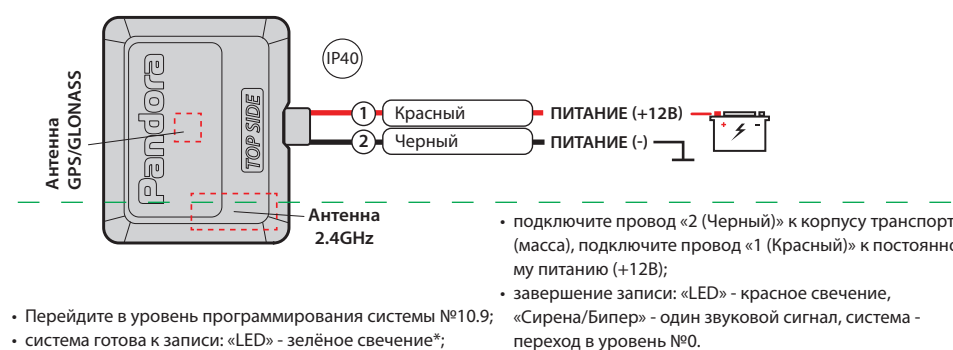 Антенна
GPS/GLONASS
Pandora
TOP SIDE
IP40
1 Красный ПИТАНИЕ (+12В)
2 Черный ПИТАНИЕ (-)
+ -
Антенна
2.4GHz
• Перейдите в уровень программирования системы №10.9;
• система готова к записи: «LED» - зелёное свечение*;
• подключите провод «2 (Черный)» к корпусу транспорт
(масса), подключите провод «1 (Красный)» к постоянно
му питанию (+12В);
• завершение записи: «LED» - красное свечение,
«Сирена/Бипер» - один звуковой сигнал, система -
переход в уровень №0.